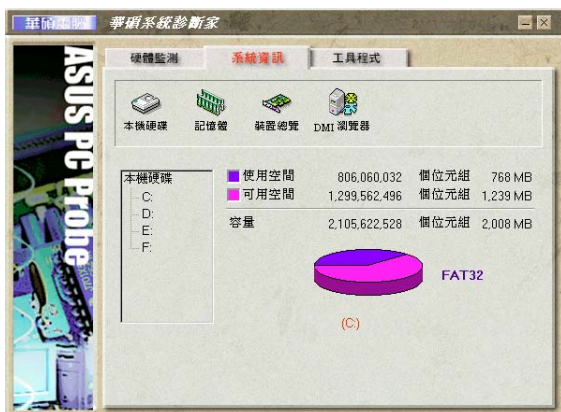 華碩電腦 華碩系統診斷家
ASUS PC Probe
硬體監測 系統資訊 工具程式
本機硬碟 記憶體 裝置總覽 DMI 瀏覽器
本機硬碟
C:
D:
E:
F:
使用空間 806,060,032 個位元組 768 MB
可用空間 1,299,562,496 個位元組 1,239 MB
容量 2,105,622,528 個位元組 2,008 MB
FAT32
(C:)